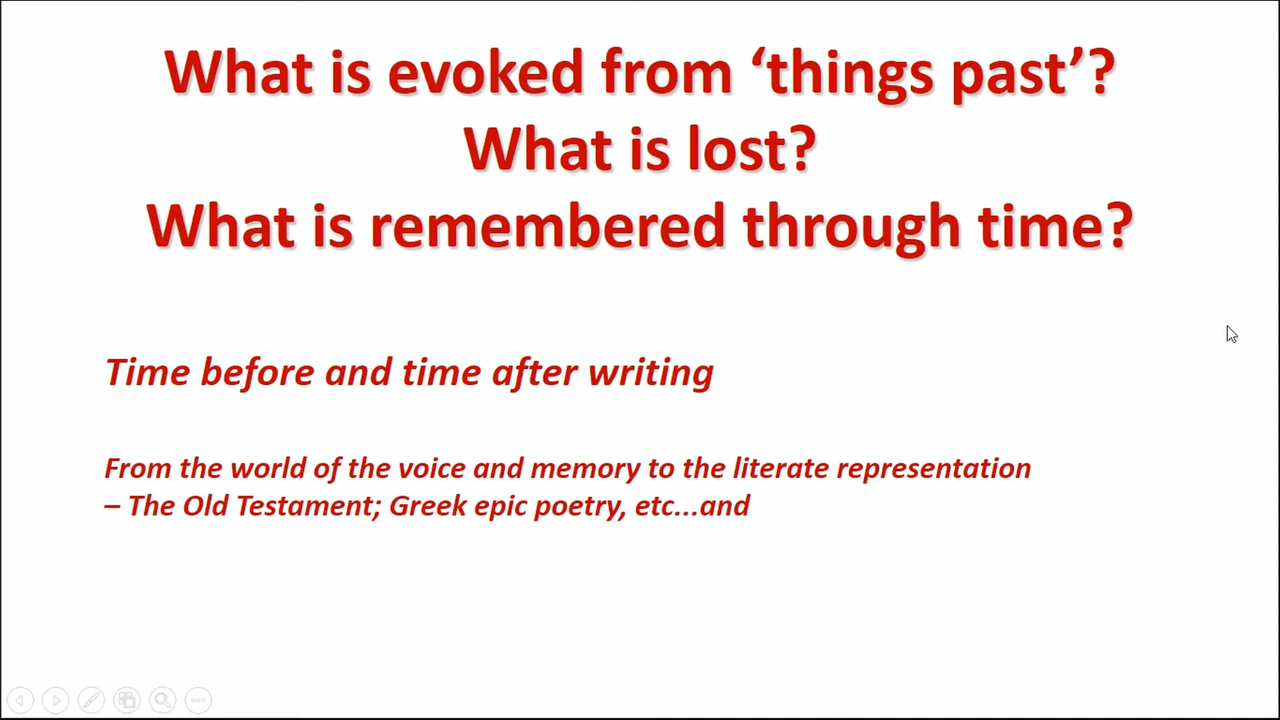 What is evoked from ‘things past’?
What is lost?
What is remembered through time?
Time before and time after writing
From the world of the voice and memory to the literate representation
– The Old Testament; Greek epic poetry, etc...and